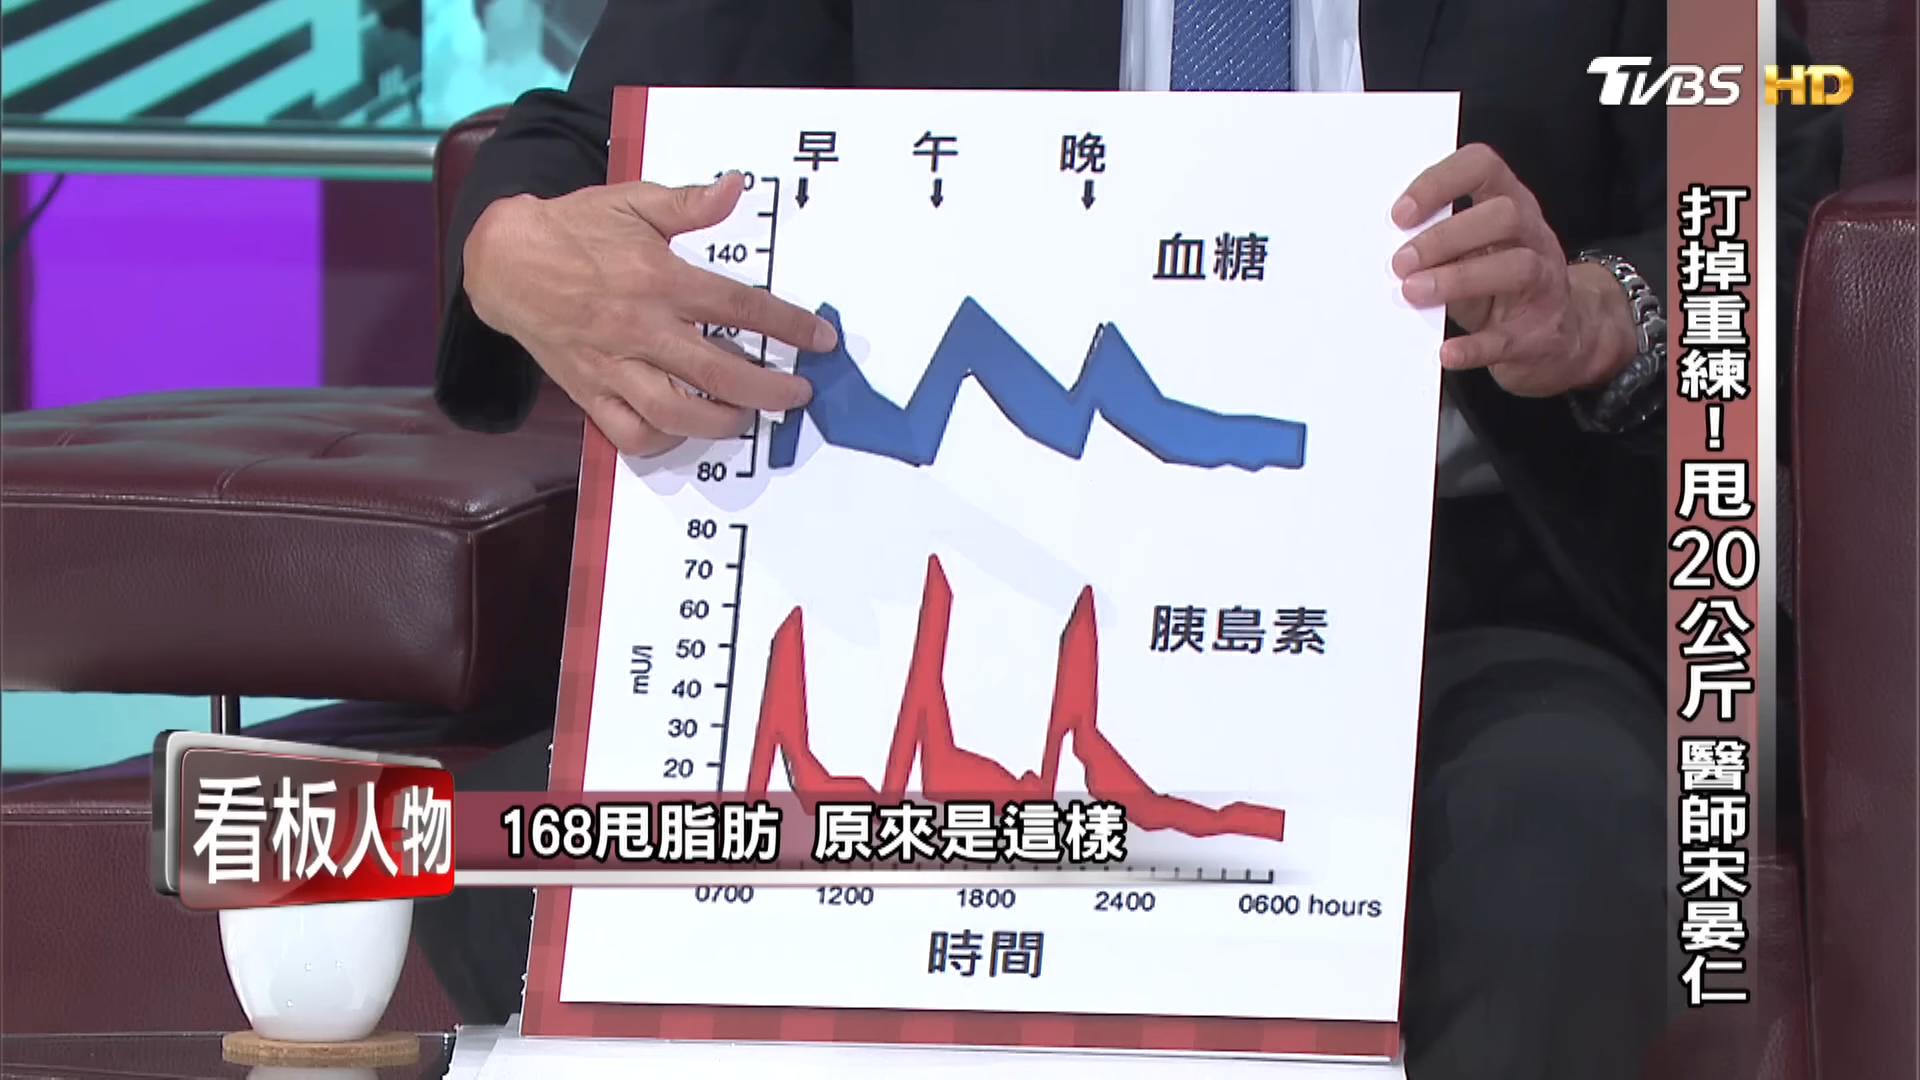 TVBS HD
早 午 晚
140
血糖
80
80
70
60
胰島素
50
mU/l
40
30
20
0700 1200 1800 2400 0600 hours
時間
看板人物
168甩脂肪 原來是這樣
打掉重練！甩20公斤 醫師宋晏仁